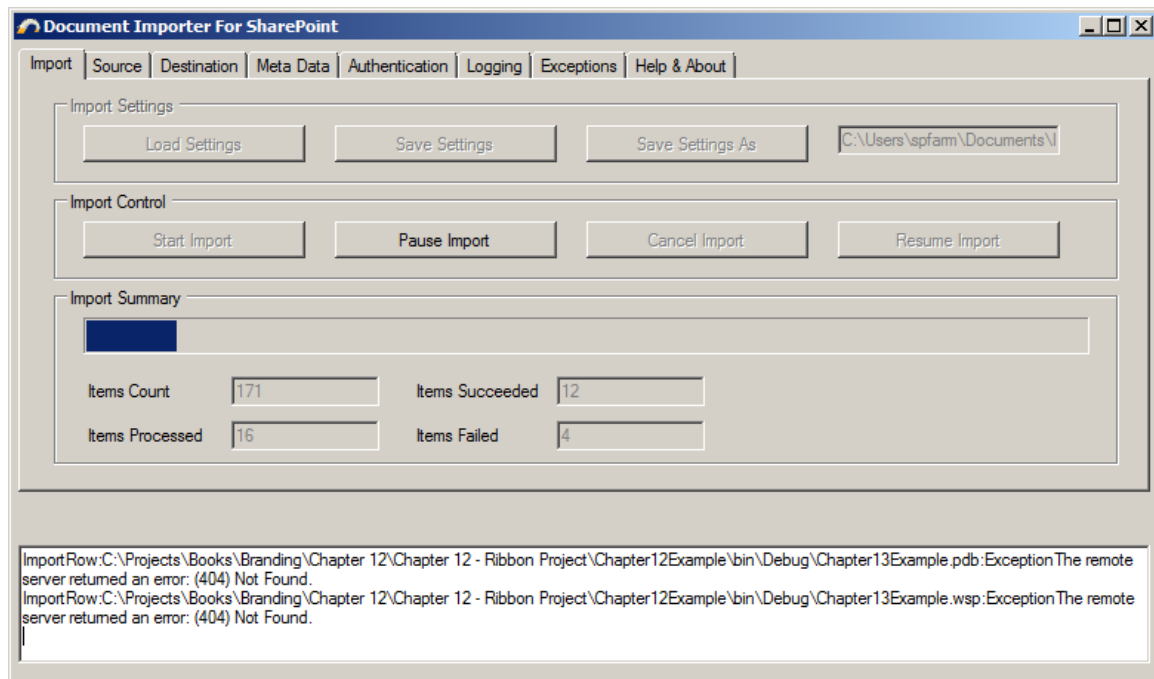 Document Importer For SharePoint
Import Source Destination Meta Data Authentication Logging Exceptions Help & About
Import Settings
Load Settings Save Settings Save Settings As C:\Users\spfarm\Documents\I
Import Control
Start Import Pause Import Cancel Import Resume Import
Import Summary
Items Count 171 Items Succeeded 12
Items Processed 16 Items Failed 4
ImportRow:C:\Projects\Books\Branding\Chapter 12\Chapter 12 - Ribbon Project\Chapter12Example\bin\Debug\Chapter13Example.pdb:ExceptionThe remote
server returned an error: (404) Not Found.
ImportRow:C:\Projects\Books\Branding\Chapter 12\Chapter 12 - Ribbon Project\Chapter12Example\bin\Debug\Chapter13Example.wsp:ExceptionThe remote
server returned an error: (404) Not Found.